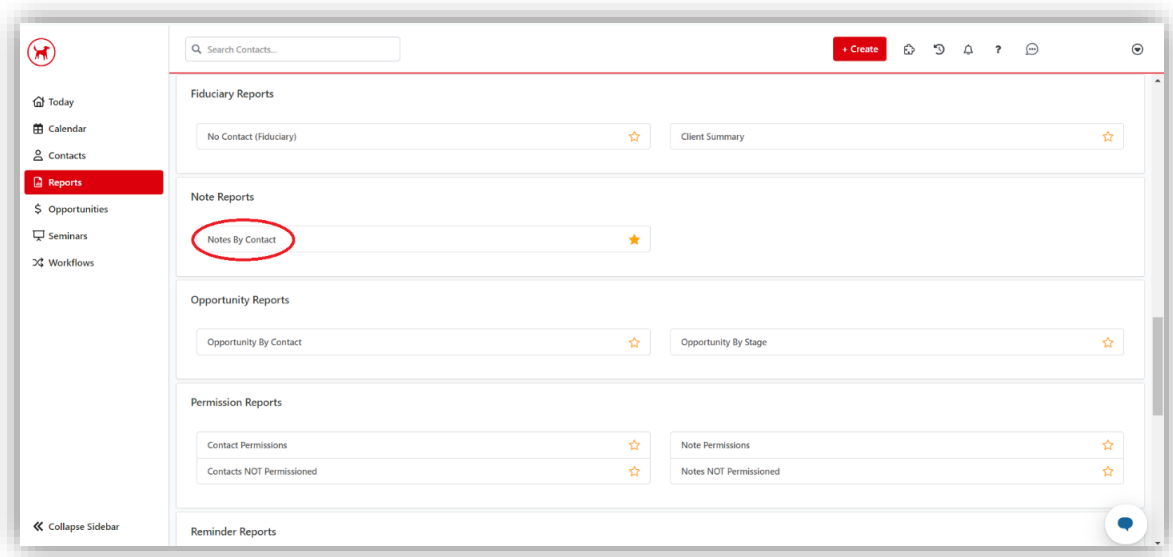 Search Contacts...
+ Create
?
Today
Calendar
Contacts
Reports
$ Opportunities
Seminars
Workflows
Collapse Sidebar
Fiduciary Reports
No Contact (Fiduciary)
Client Summary
Note Reports
Notes By Contact
Opportunity Reports
Opportunity By Contact
Opportunity By Stage
Permission Reports
Contact Permissions
Note Permissions
Contacts NOT Permissioned
Notes NOT Permissioned
Reminder Reports